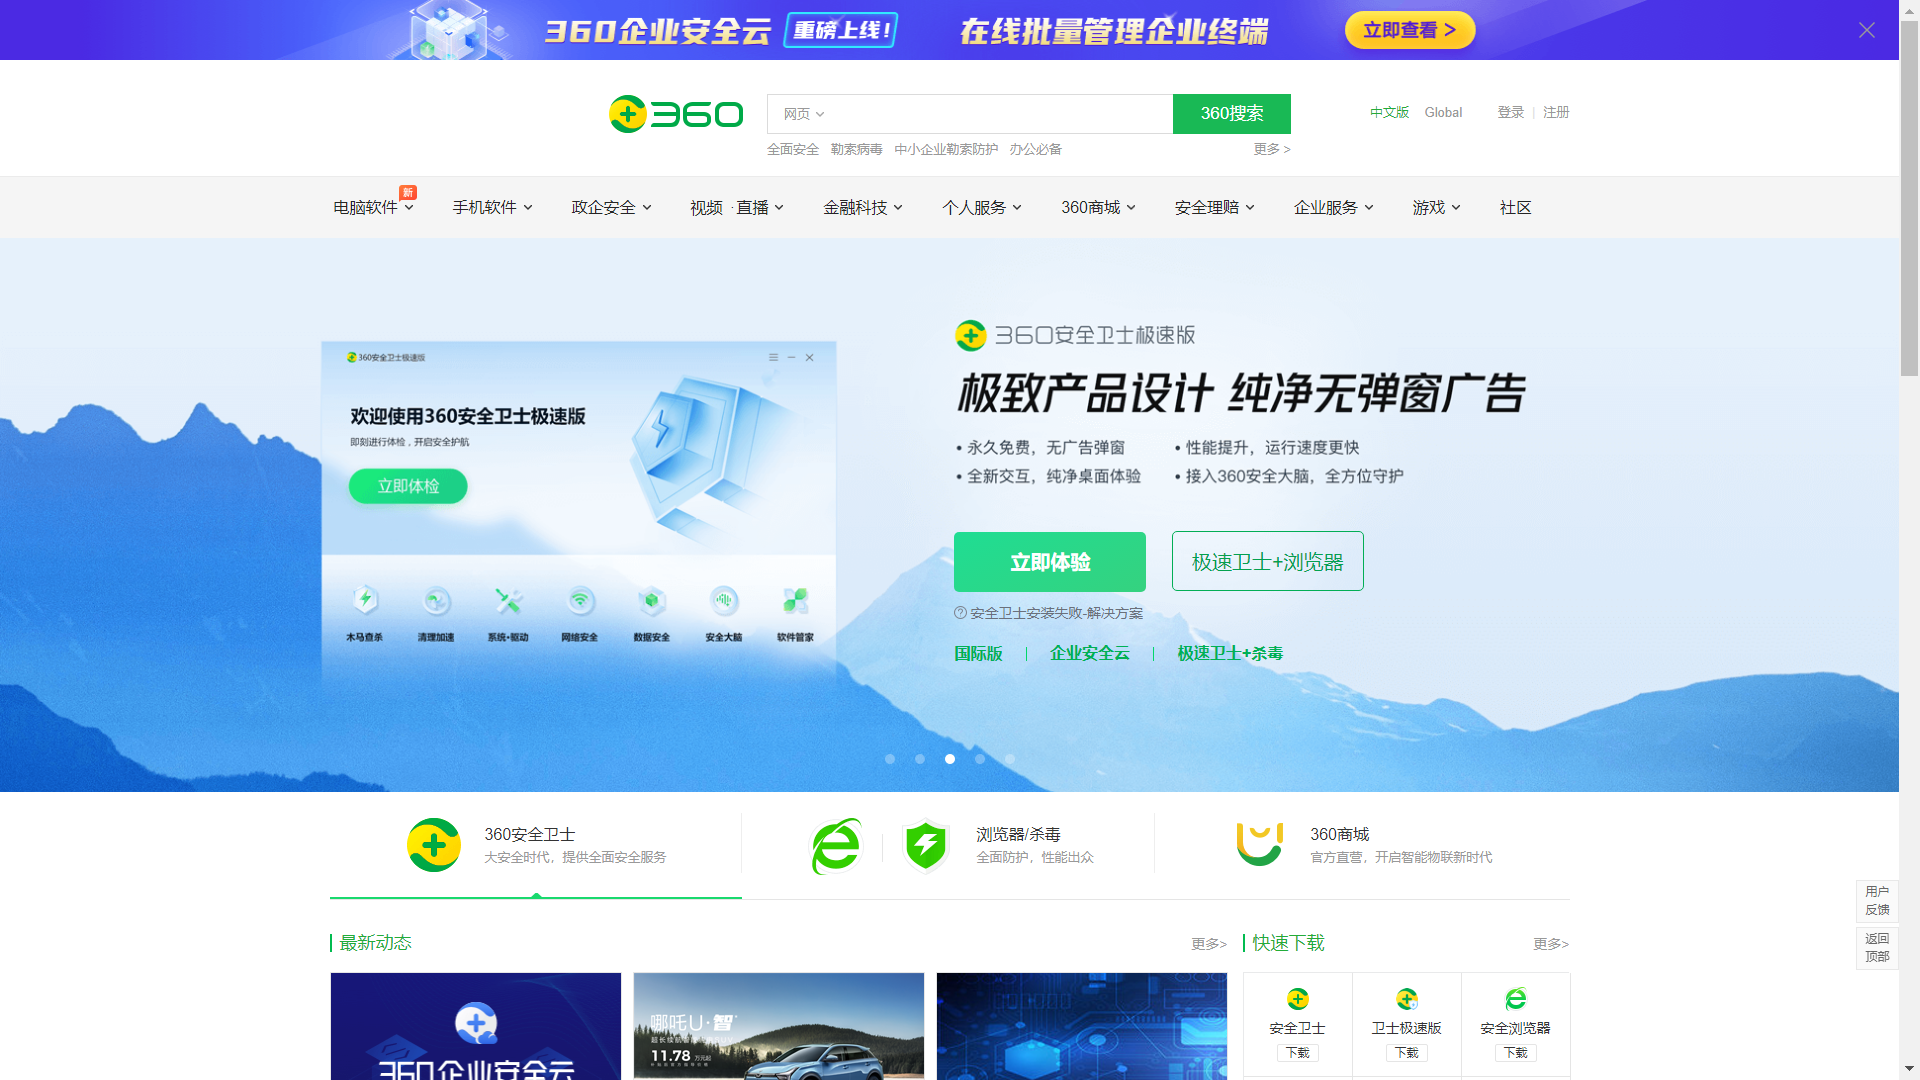 360企业安全云 重磅上线! 在线批量管理企业终端 立即查看 >
360
网页
360搜索
中文版 Global 登录 | 注册
全面安全 勒索病毒 中小企业勒索防护 办公必备 更多 >
新
电脑软件 手机软件 政企安全 视频 ·直播 金融科技 个人服务 360商城 安全理赔 企业服务 游戏 社区
360安全卫士极速版
欢迎使用360安全卫士极速版
即刻进行体检，开启安全护航
立即体检
木马查杀 清理加速 系统•驱动 网络安全 数据安全 安全大脑 软件管家
360安全卫士极速版
极致产品设计 纯净无弹窗广告
• 永久免费，无广告弹窗 • 性能提升，运行速度更快
• 全新交互，纯净桌面体验 • 接入360安全大脑，全方位守护
立即体验 极速卫士+浏览器
安全卫士安装失败-解决方案
国际版 | 企业安全云 | 极速卫士+杀毒
360安全卫士
大安全时代，提供全面安全服务
浏览器/杀毒
全面防护，性能出众
360商城
官方直营，开启智能物联新时代
用户
反馈
返回
顶部
最新动态 更多>
快速下载 更多>
360企业安全云
哪吒U·智
11.78 万元起
安全卫士 卫士极速版 安全浏览器
下载 下载 下载